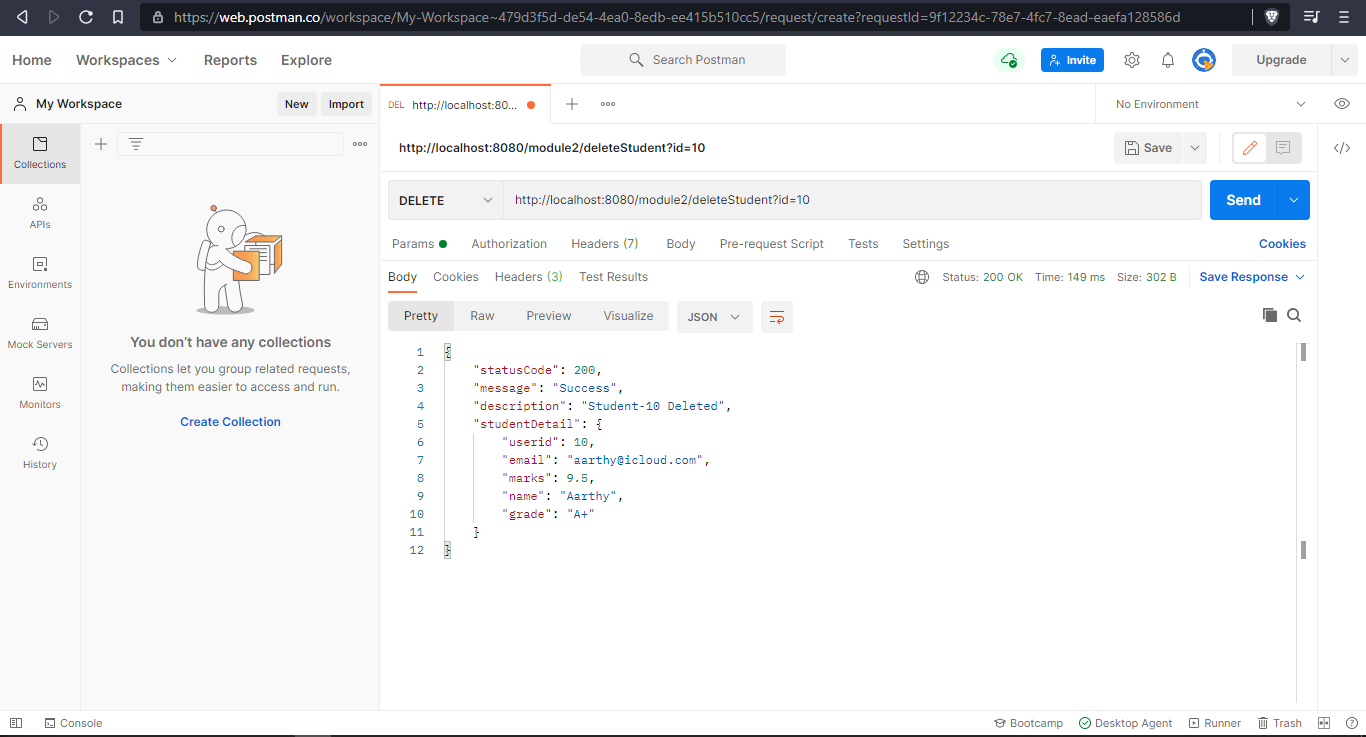 https://web.postman.co/workspace/My-Workspace~479d3f5d-de54-4ea0-8edb-ee415b510cc5/request/create?requestId=9f12234c-78e7-4fc7-8ead-eaefa128586d
Home Workspaces Reports Explore Search Postman Invite Upgrade
My Workspace New Import DEL http://localhost:80... No Environment
Collections
APIs
Environments
Mock Servers
Monitors
History
You don't have any collections
Collections let you group related requests,
making them easier to access and run.
Create Collection
http://localhost:8080/module2/deleteStudent?id=10 Save
DELETE http://localhost:8080/module2/deleteStudent?id=10 Send
Params Authorization Headers (7) Body Pre-request Script Tests Settings Cookies
Body Cookies Headers (3) Test Results Status: 200 OK Time: 149 ms Size: 302 B Save Response
Pretty Raw Preview Visualize JSON
1 {
2 "statusCode": 200,
3 "message": "Success",
4 "description": "Student-10 Deleted",
5 "studentDetail": {
6 "userid": 10,
7 "email": "aarthy@icloud.com",
8 "marks": 9.5,
9 "name": "Aarthy",
10 "grade": "A+"
11 }
12 }
Console Bootcamp Desktop Agent Runner Trash